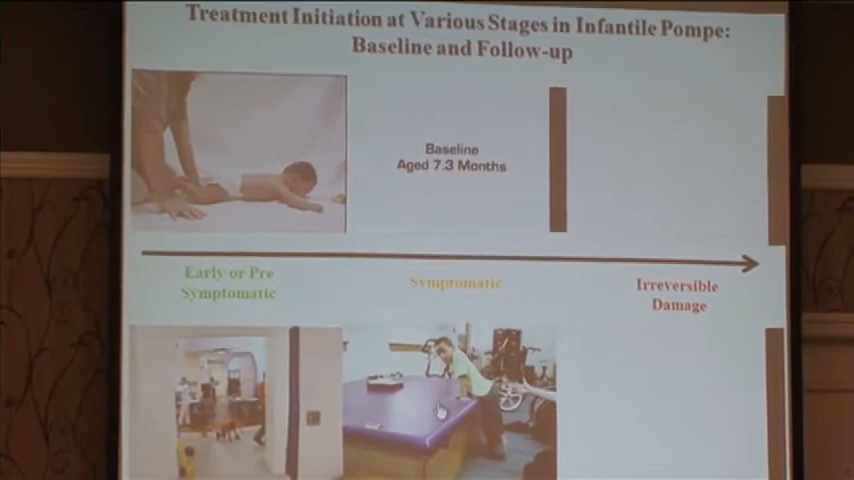 Treatment Initiation at Various Stages in Infantile Pompe:
Baseline and Follow-up
Baseline
Aged 7.3 Months
Early or Pre
Symptomatic
Symptomatic
Irreversible
Damage